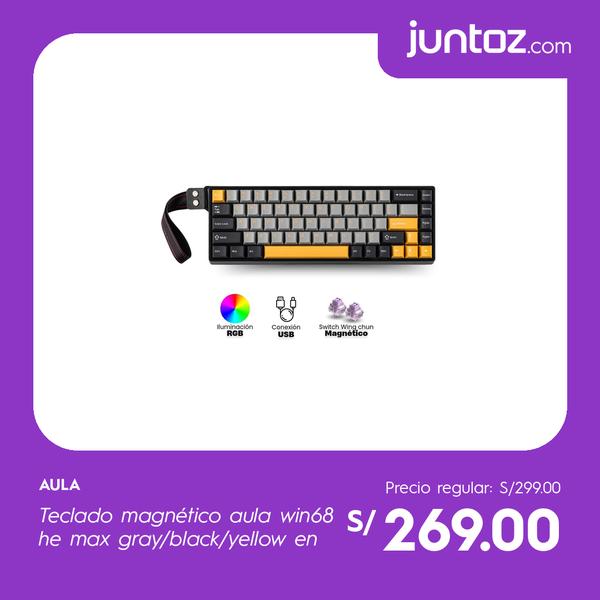 juntoz.com
Iluminación
RGB
Conexión
USB
Switch Wing chun
Magnético
AULA
Teclado magnético aula win68
he max gray/black/yellow en
Precio regular: S/299.00
S/ 269.00